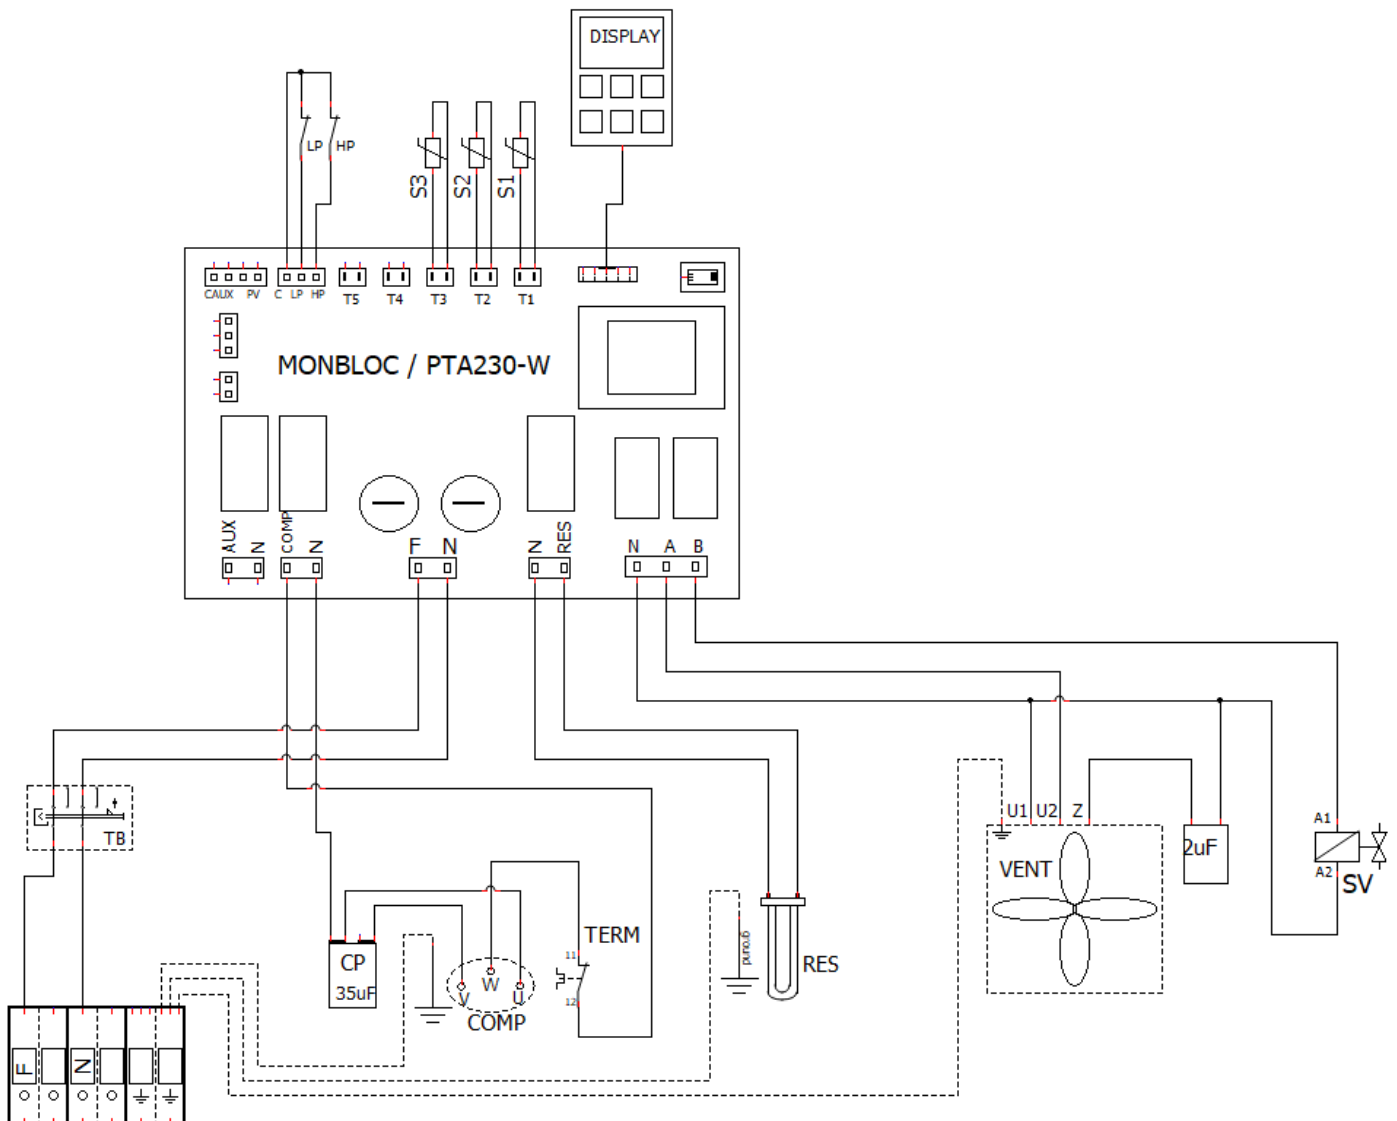 DISPLAY
LP HP
S3 S2 S1
CAUX PV C LP HP T5 T4 T3 T2 T1
MONBLOC / PTA230-W
AUX N COMP N F N N RES N A B
TB
U1 U2 Z
A1
VENT
2uF
A2
SV
TERM
11
12
ground
RES
CP
35uF
V W U
COMP
F N